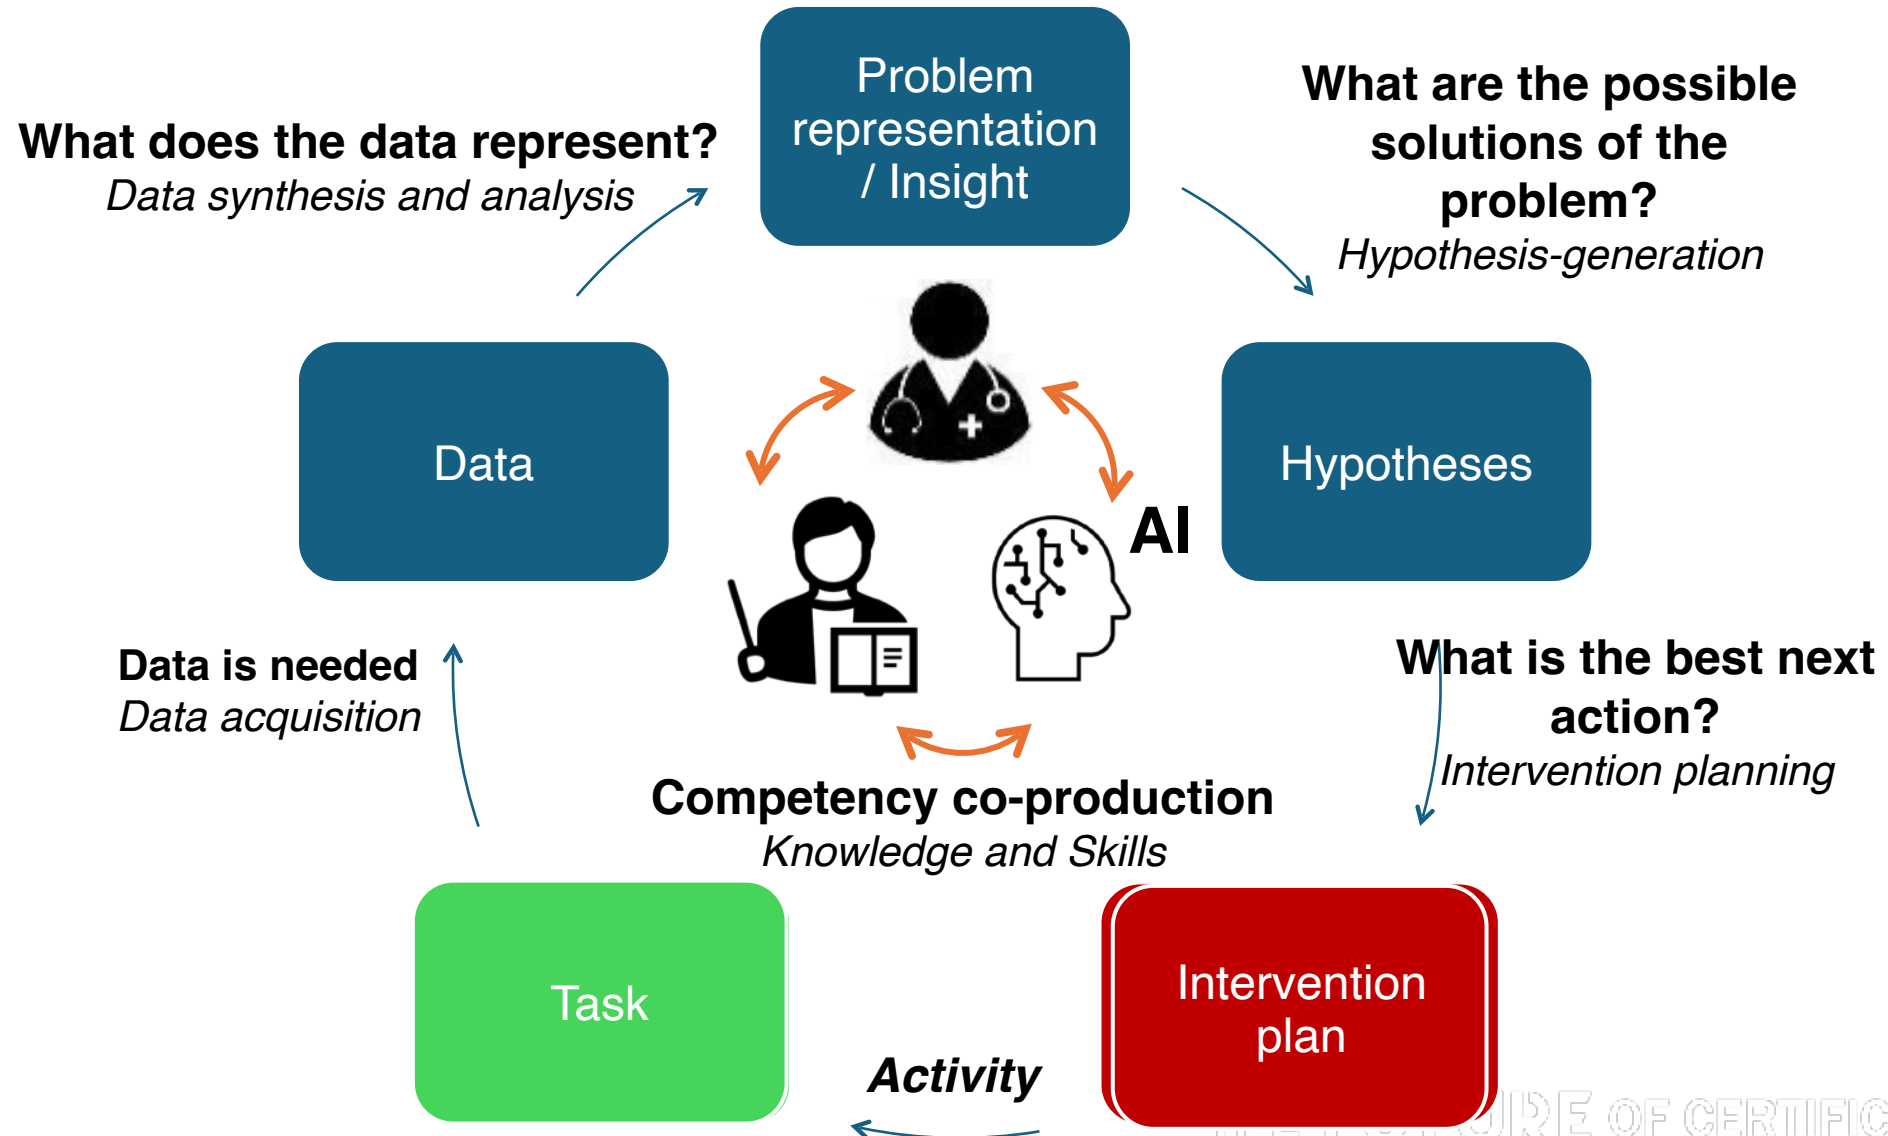 Problem
representation
/ Insight
What does the data represent?
Data synthesis and analysis
What are the possible
solutions of the
problem?
Hypothesis-generation
Data
Hypotheses
AI
Data is needed
Data acquisition
What is the best next
action?
Intervention planning
Competency co-production
Knowledge and Skills
Task
Intervention
plan
Activity
OF